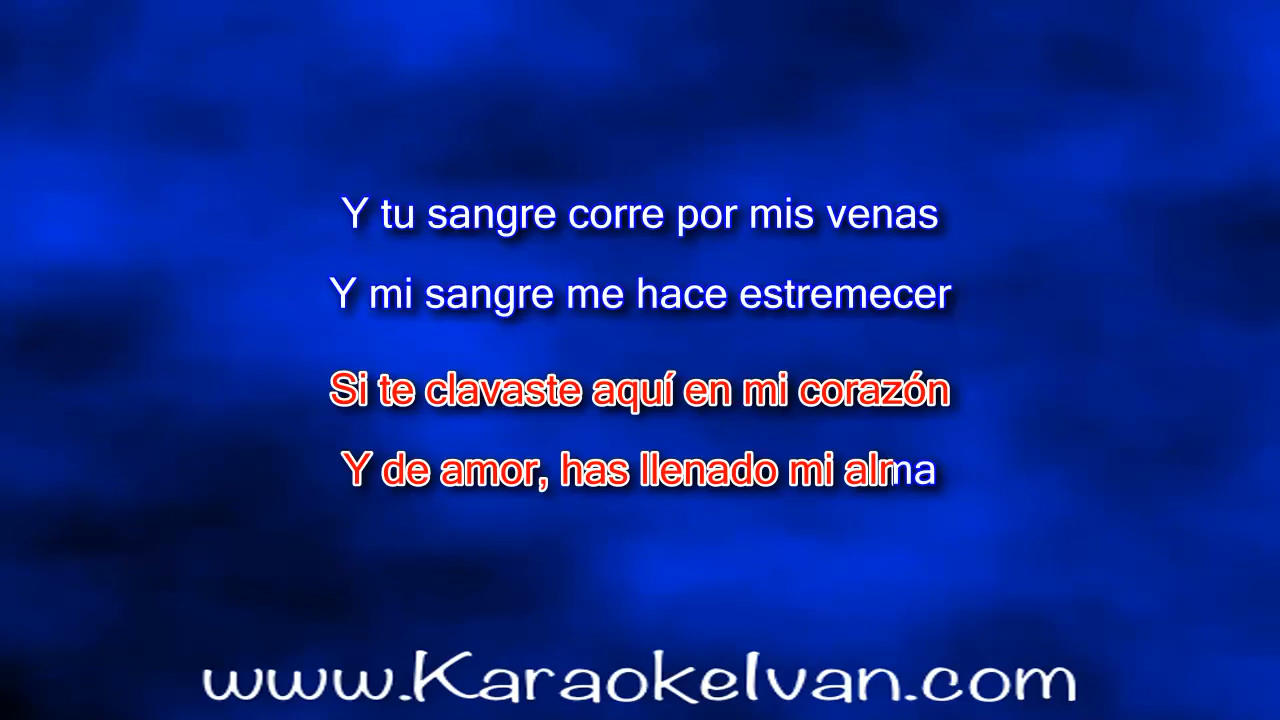 Y tu sangre corre por mis venas
Y mi sangre me hace estremecer
Si te clavaste aquí en mi corazón
Y de amor, has llenado mi alma
www.KaraokeIvan.com